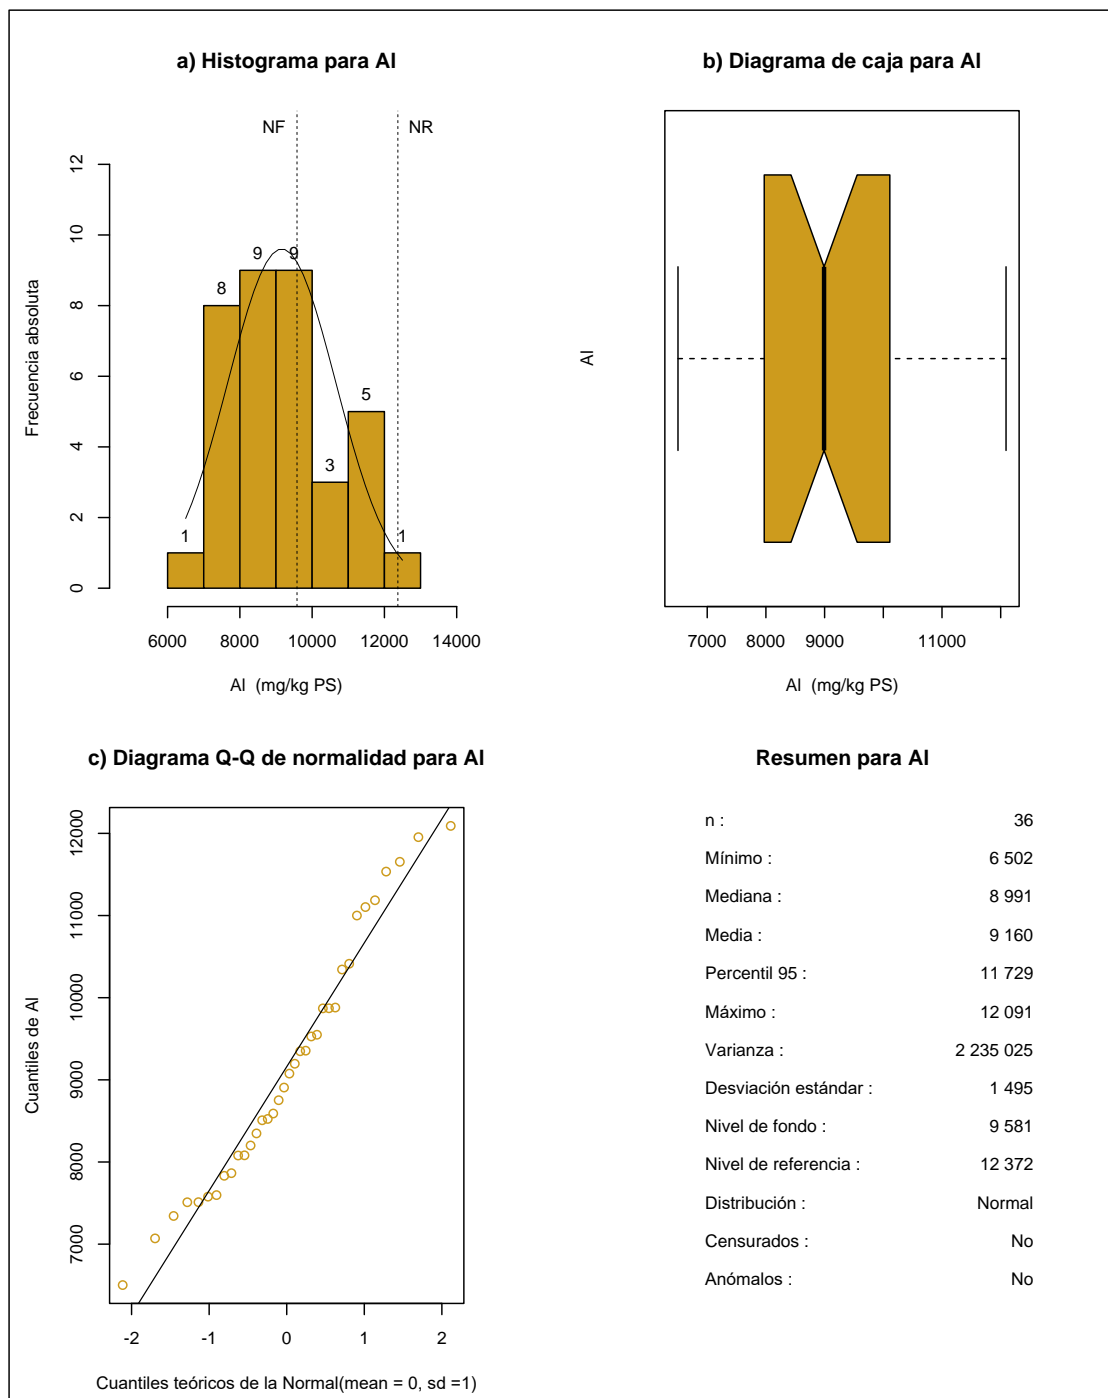 a) Histograma para Al
NF
NR
Frecuencia absoluta
0 2 4 6 8 10 12
1 8 9 9 3 5 1
6000 8000 10000 12000 14000
Al (mg/kg PS)
b) Diagrama de caja para Al
Al
7000 8000 9000 11000
Al (mg/kg PS)
c) Diagrama Q-Q de normalidad para Al
Cuantiles de Al
7000 8000 9000 10000 11000 12000
-2 -1 0 1 2
Cuantiles teóricos de la Normal(mean = 0, sd =1)
Resumen para Al
n : 36
Mínimo : 6 502
Mediana : 8 991
Media : 9 160
Percentil 95 : 11 729
Máximo : 12 091
Varianza : 2 235 025
Desviación estándar : 1 495
Nivel de fondo : 9 581
Nivel de referencia : 12 372
Distribución : Normal
Censurados : No
Anómalos : No